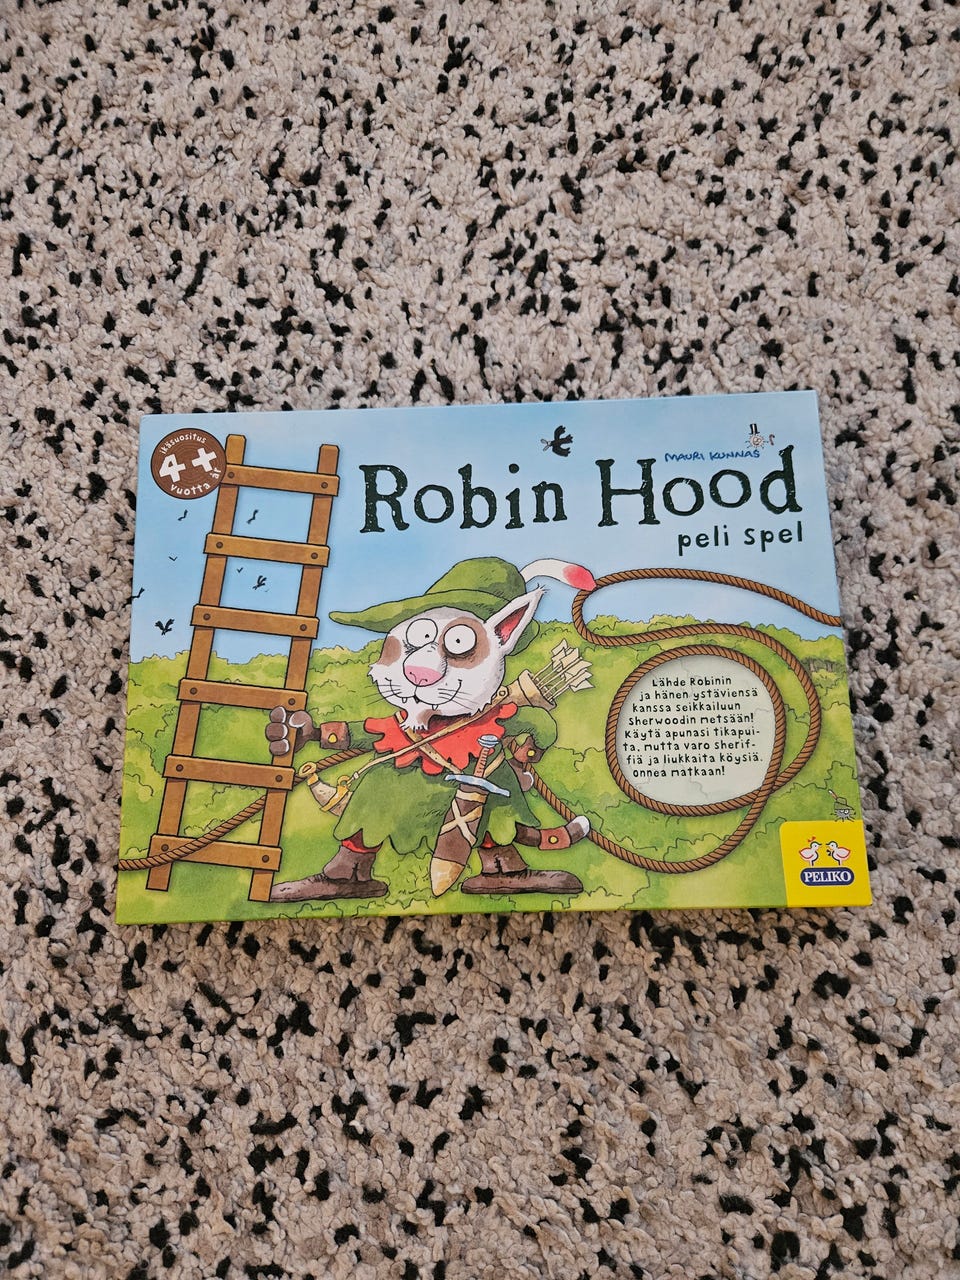 ikäsuositus
4+
vuotta år
MAURI KUNNAS
Robin Hood
peli spel
Lähde Robinin
ja hänen ystäviensä
kanssa seikkailuun
Sherwoodin metsään!
Käytä apunasi tikapui-
ta, mutta varo sherif-
fiä ja liukkaita köysiä.
onnea matkaan!
PELIKO